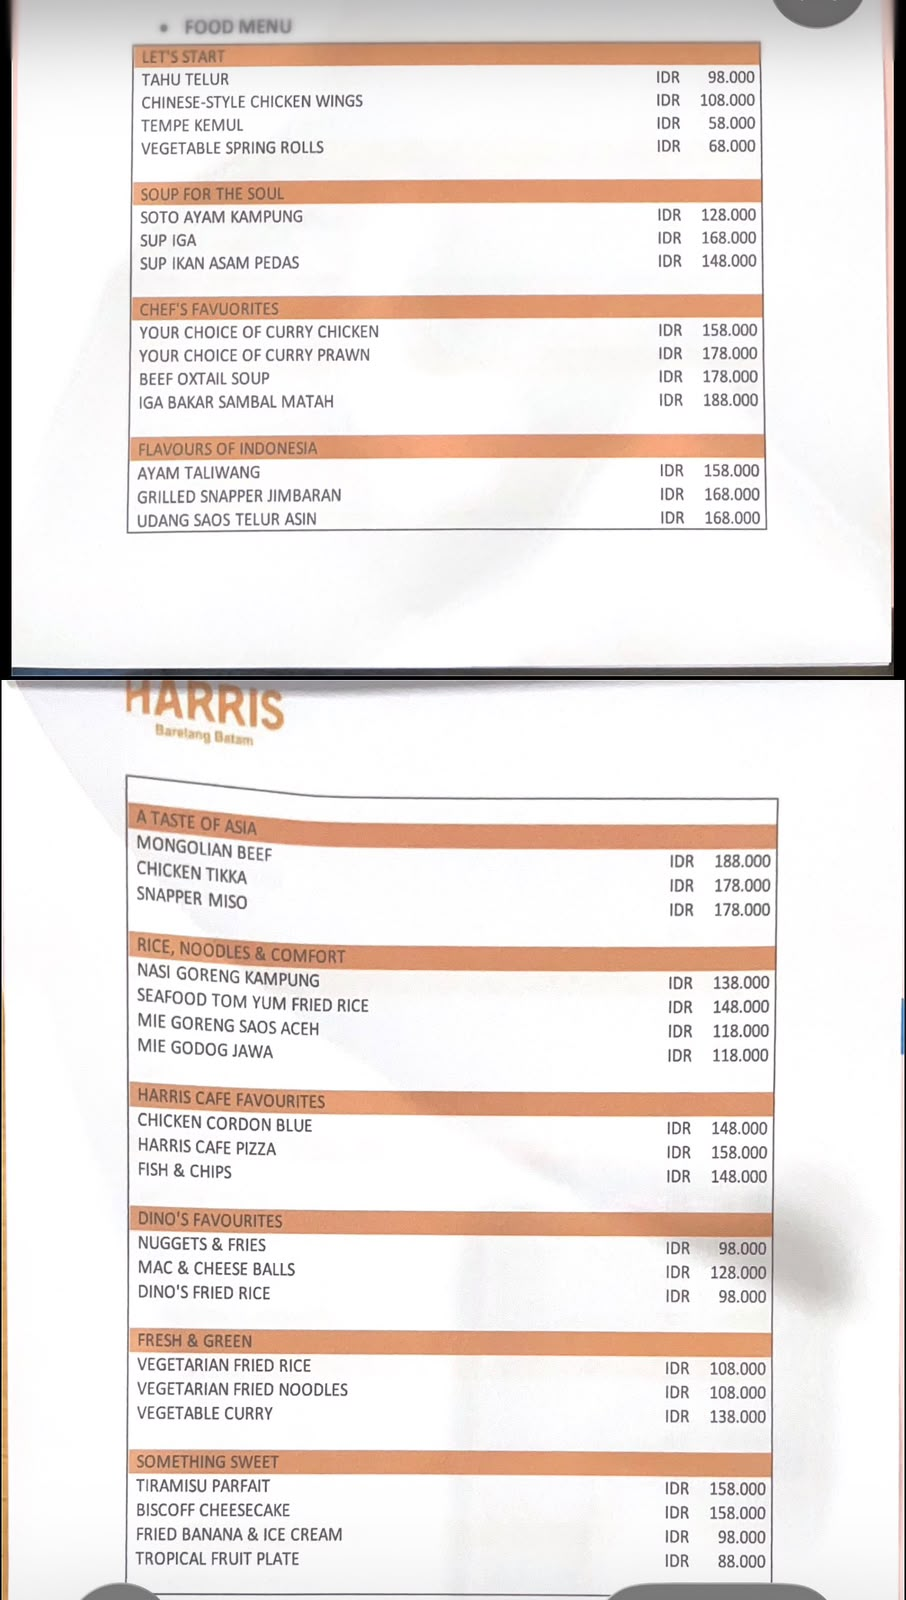 • FOOD MENU
LET'S START
TAHU TELUR IDR 98.000
CHINESE-STYLE CHICKEN WINGS IDR 108.000
TEMPE KEMUL IDR 58.000
VEGETABLE SPRING ROLLS IDR 68.000
SOUP FOR THE SOUL
SOTO AYAM KAMPUNG IDR 128.000
SUP IGA IDR 168.000
SUP IKAN ASAM PEDAS IDR 148.000
CHEF'S FAVUORITES
YOUR CHOICE OF CURRY CHICKEN IDR 158.000
YOUR CHOICE OF CURRY PRAWN IDR 178.000
BEEF OXTAIL SOUP IDR 178.000
IGA BAKAR SAMBAL MATAH IDR 188.000
FLAVOURS OF INDONESIA
AYAM TALIWANG IDR 158.000
GRILLED SNAPPER JIMBARAN IDR 168.000
UDANG SAOS TELUR ASIN IDR 168.000
HARRIS
Barelang Batam
A TASTE OF ASIA
MONGOLIAN BEEF IDR 188.000
CHICKEN TIKKA IDR 178.000
SNAPPER MISO IDR 178.000
RICE, NOODLES & COMFORT
NASI GORENG KAMPUNG IDR 138.000
SEAFOOD TOM YUM FRIED RICE IDR 148.000
MIE GORENG SAOS ACEH IDR 118.000
MIE GODOG JAWA IDR 118.000
HARRIS CAFE FAVOURITES
CHICKEN CORDON BLUE IDR 148.000
HARRIS CAFE PIZZA IDR 158.000
FISH & CHIPS IDR 148.000
DINO'S FAVOURITES
NUGGETS & FRIES IDR 98.000
MAC & CHEESE BALLS IDR 128.000
DINO'S FRIED RICE IDR 98.000
FRESH & GREEN
VEGETARIAN FRIED RICE IDR 108.000
VEGETARIAN FRIED NOODLES IDR 108.000
VEGETABLE CURRY IDR 138.000
SOMETHING SWEET
TIRAMISU PARFAIT IDR 158.000
BISCOFF CHEESECAKE IDR 158.000
FRIED BANANA & ICE CREAM IDR 98.000
TROPICAL FRUIT PLATE IDR 88.000